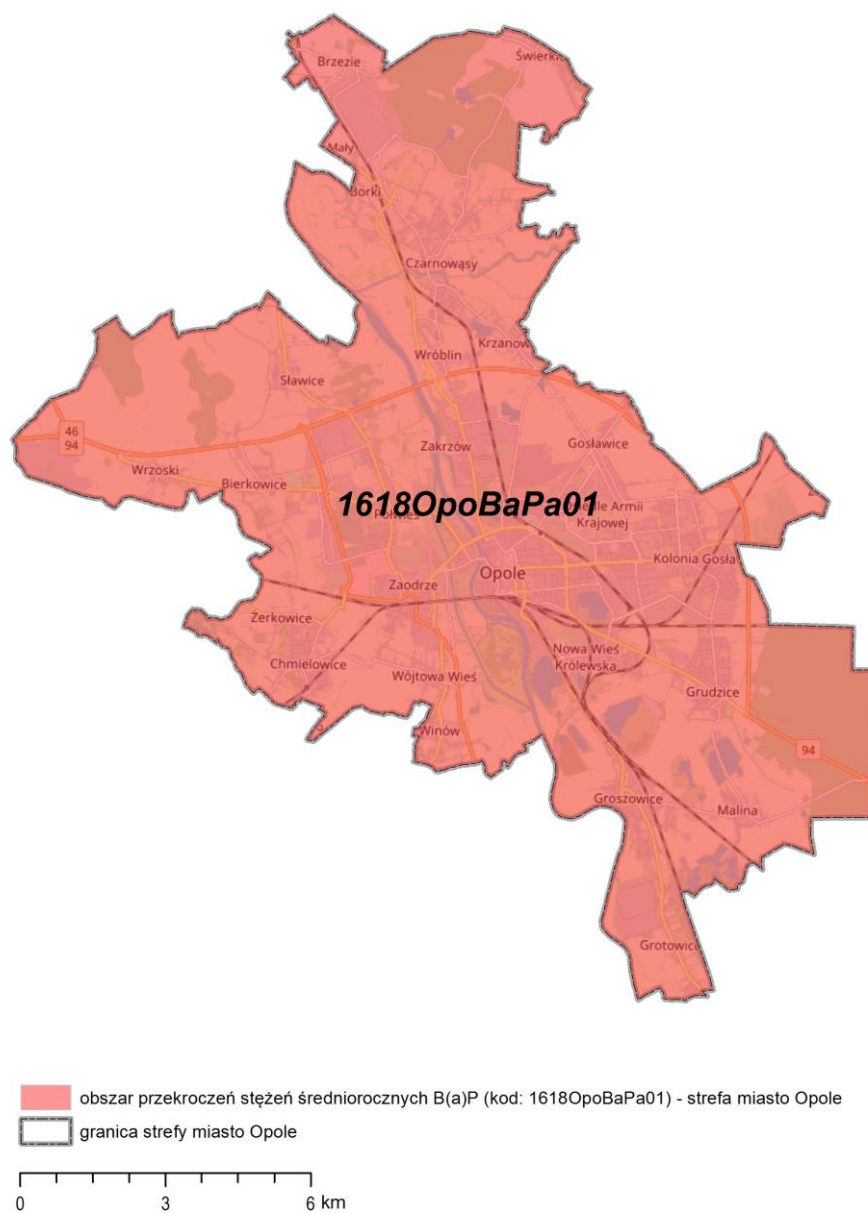 Brzezie
Świerkl
Mały
Borki
Czarnowąsy
Krzanow
Wróblin
Sławice
46
94
Zakrzów
Gosławice
Wrzoski
Bierkowice
1618OpoBaPa01
Krajowej
Kolonia Gosła
Opole
Zaodrze
Żerkowice
Nowa Wieś
Królewska
Chmielowice
Wójtowa Wieś
Grudzice
Winów
94
Groszowice
Malina
Grotowice
obszar przekroczeń stężeń średniorocznych B(a)P (kod: 1618OpoBaPa01) - strefa miasto Opole
granica strefy miasto Opole
0 3 6 km